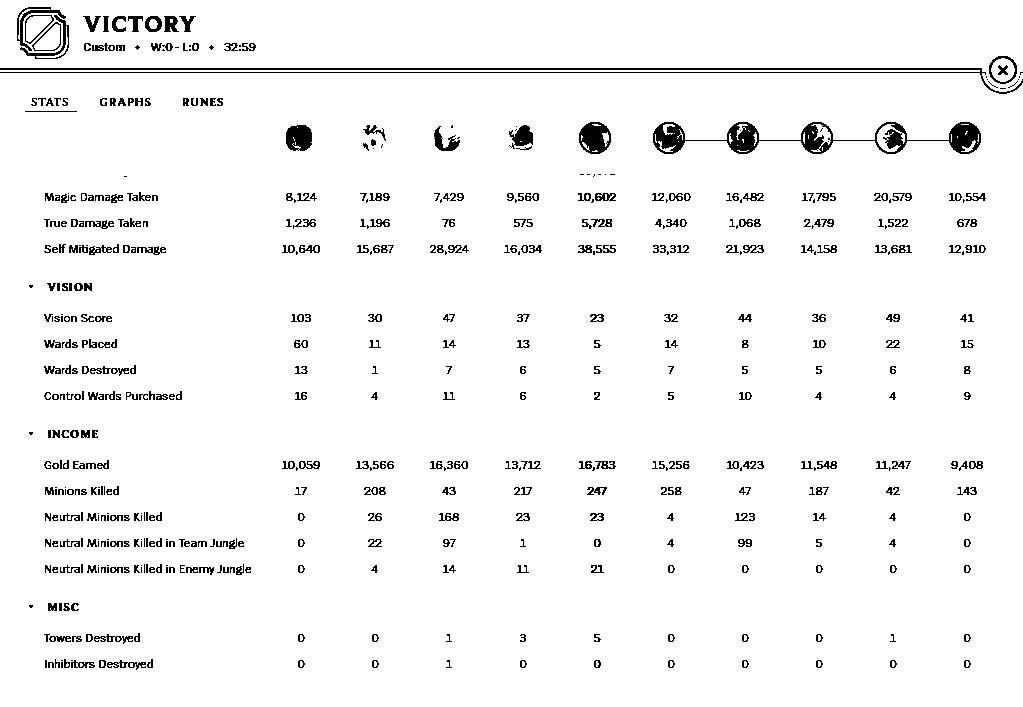 VICTORY
Custom • W:0 - L:0 • 32:59
STATS GRAPHS RUNES
Magic Damage Taken 8,124 7,189 7,429 9,560 10,602 12,060 16,482 17,795 20,579 10,554
True Damage Taken 1,236 1,196 76 575 5,728 4,340 1,068 2,479 1,522 678
Self Mitigated Damage 10,640 15,687 28,924 16,034 38,555 33,312 21,923 14,158 13,681 12,910
VISION
Vision Score 103 30 47 37 23 32 44 36 49 41
Wards Placed 60 11 14 13 5 14 8 10 22 15
Wards Destroyed 13 1 7 6 5 7 5 5 6 8
Control Wards Purchased 16 4 11 6 2 5 10 4 4 9
INCOME
Gold Earned 10,059 13,566 16,360 13,712 16,783 15,256 10,423 11,548 11,247 9,408
Minions Killed 17 208 43 217 247 258 47 187 42 143
Neutral Minions Killed 0 26 168 23 23 4 123 14 4 0
Neutral Minions Killed in Team Jungle 0 22 97 1 0 4 99 5 4 0
Neutral Minions Killed in Enemy Jungle 0 4 14 11 21 0 0 0 0 0
MISC
Towers Destroyed 0 0 1 3 5 0 0 0 1 0
Inhibitors Destroyed 0 0 1 0 0 0 0 0 0 0